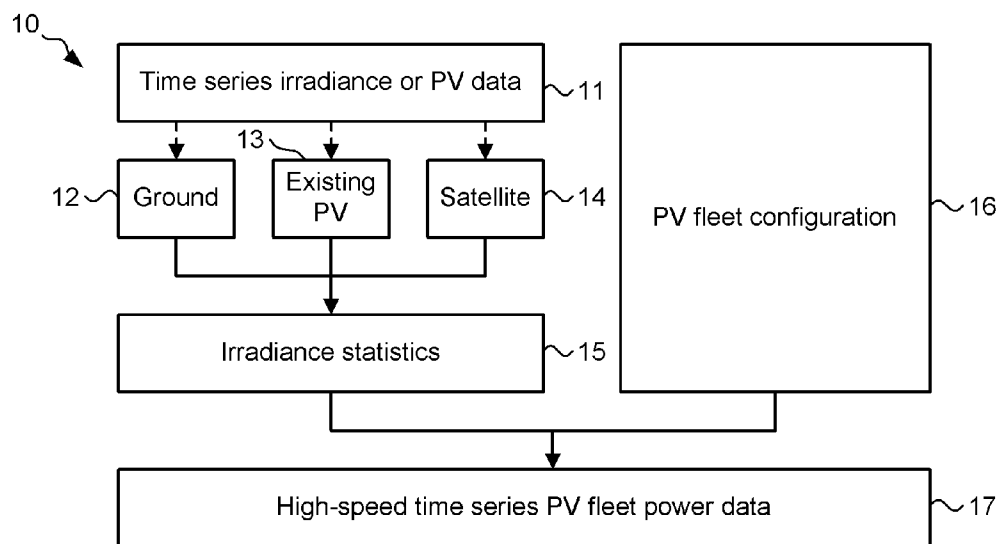 10
Time series irradiance or PV data
11
12
Ground
13
Existing
PV
Satellite
14
PV fleet configuration
16
Irradiance statistics
15
High-speed time series PV fleet power data
17